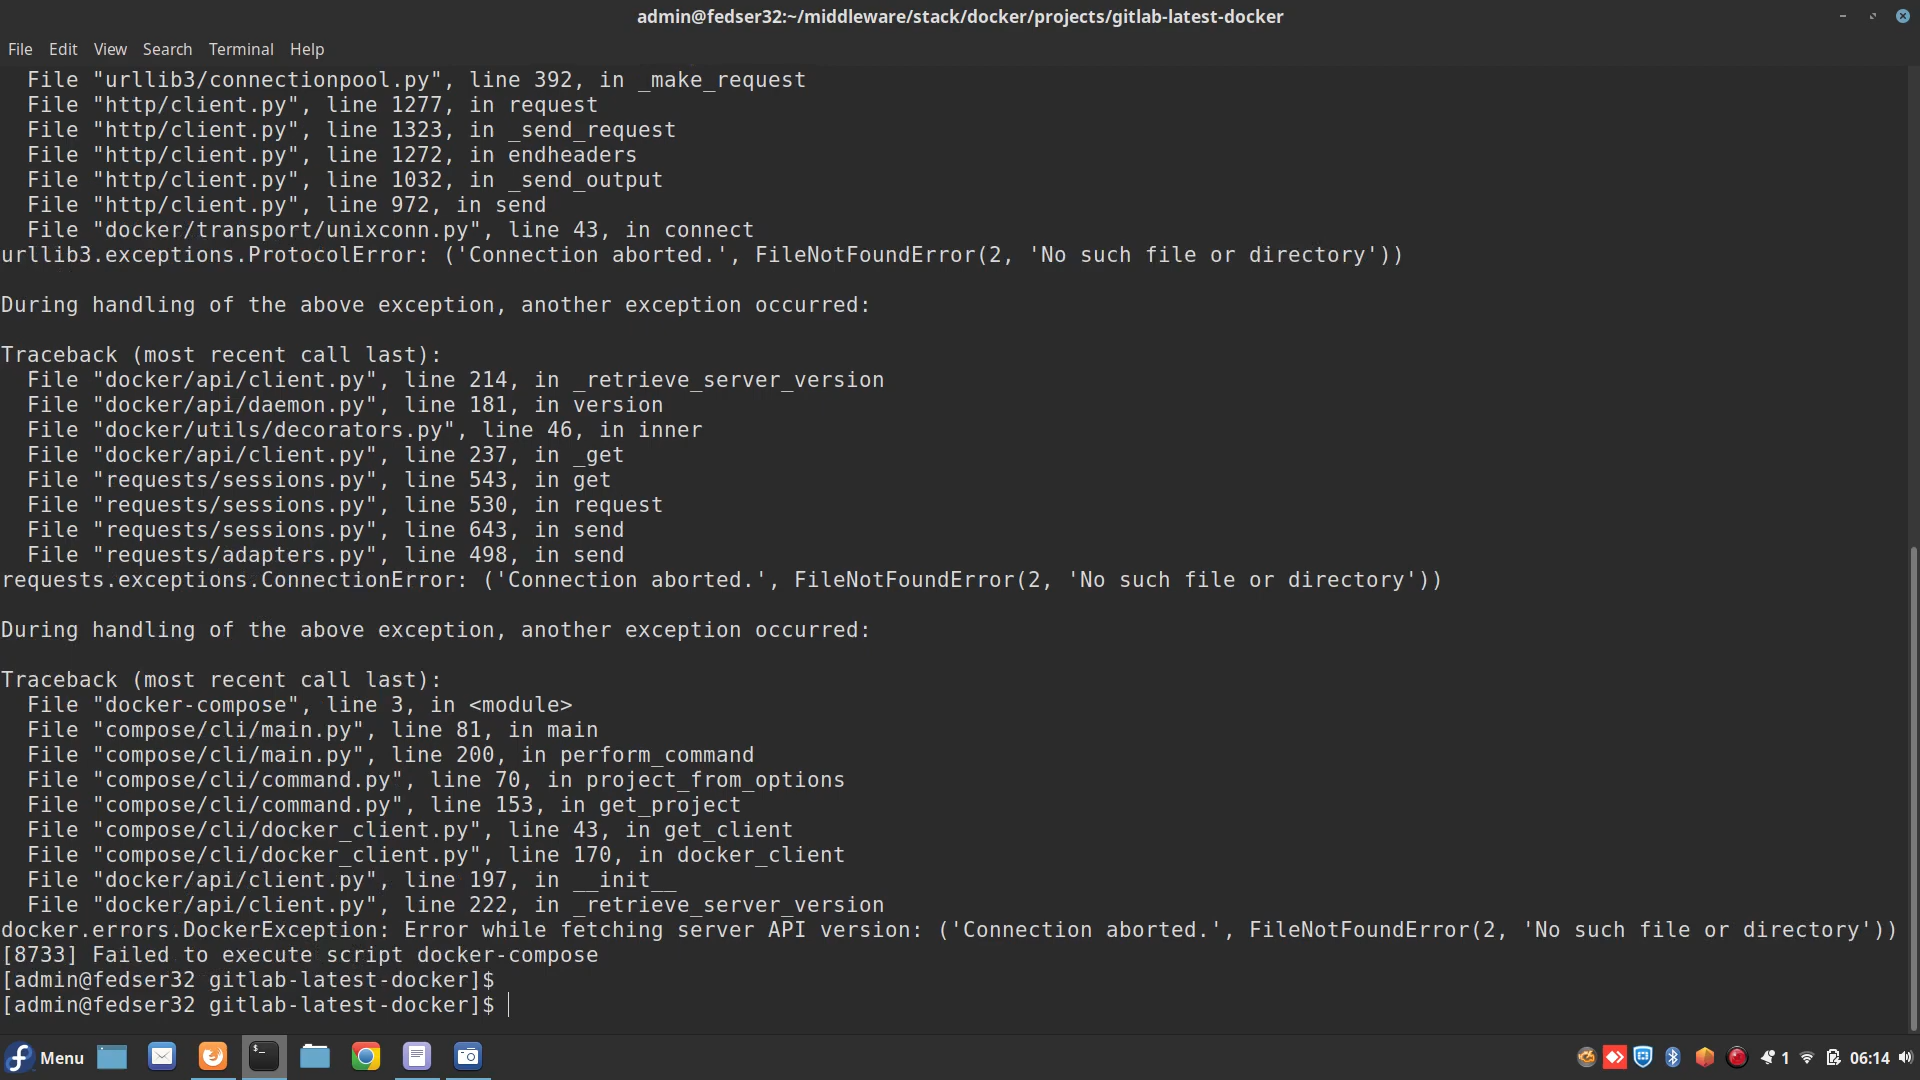 admin@fedser32:~/middleware/stack/docker/projects/gitlab-latest-docker
File Edit View Search Terminal Help
  File "urllib3/connectionpool.py", line 392, in _make_request
  File "http/client.py", line 1277, in request
  File "http/client.py", line 1323, in _send_request
  File "http/client.py", line 1272, in endheaders
  File "http/client.py", line 1032, in _send_output
  File "http/client.py", line 972, in send
  File "docker/transport/unixconn.py", line 43, in connect
urllib3.exceptions.ProtocolError: ('Connection aborted.', FileNotFoundError(2, 'No such file or directory'))

During handling of the above exception, another exception occurred:

Traceback (most recent call last):
  File "docker/api/client.py", line 214, in _retrieve_server_version
  File "docker/api/daemon.py", line 181, in version
  File "docker/utils/decorators.py", line 46, in inner
  File "docker/api/client.py", line 237, in _get
  File "requests/sessions.py", line 543, in get
  File "requests/sessions.py", line 530, in request
  File "requests/sessions.py", line 643, in send
  File "requests/adapters.py", line 498, in send
requests.exceptions.ConnectionError: ('Connection aborted.', FileNotFoundError(2, 'No such file or directory'))

During handling of the above exception, another exception occurred:

Traceback (most recent call last):
  File "docker-compose", line 3, in <module>
  File "compose/cli/main.py", line 81, in main
  File "compose/cli/main.py", line 200, in perform_command
  File "compose/cli/command.py", line 70, in project_from_options
  File "compose/cli/command.py", line 153, in get_project
  File "compose/cli/docker_client.py", line 43, in get_client
  File "compose/cli/docker_client.py", line 170, in docker_client
  File "docker/api/client.py", line 197, in __init__
  File "docker/api/client.py", line 222, in _retrieve_server_version
docker.errors.DockerException: Error while fetching server API version: ('Connection aborted.', FileNotFoundError(2, 'No such file or directory'))
[8733] Failed to execute script docker-compose
[admin@fedser32 gitlab-latest-docker]$
[admin@fedser32 gitlab-latest-docker]$
Menu 1 06:14